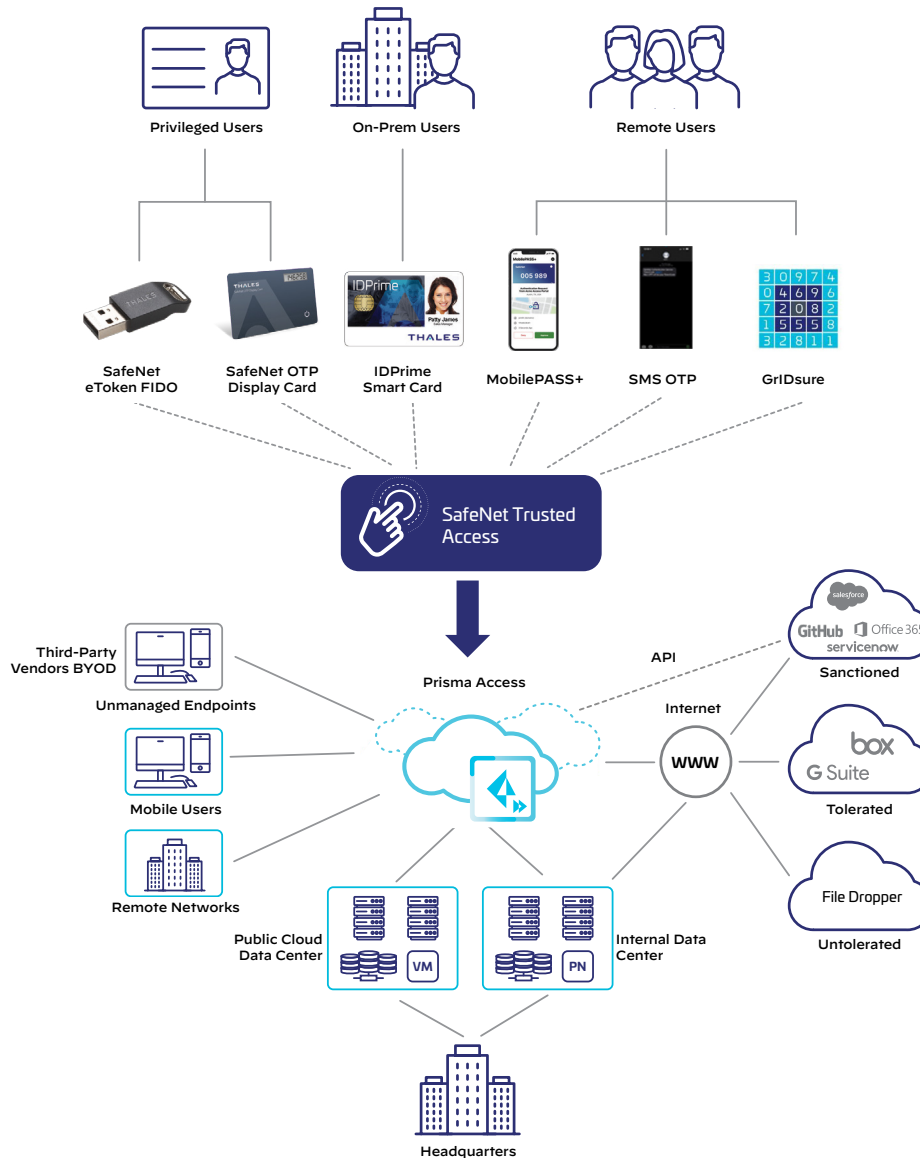 Privileged Users
On-Prem Users
Remote Users
THALES
THALES
IDPrime
Patty James
THALES
MobilePASS+
005 989
3 0 9 7 4
0 4 6 9 6
7 2 0 8 2
1 5 5 5 8
3 2 8 1 1
SafeNet
eToken FIDO
SafeNet OTP
Display Card
IDPrime
Smart Card
MobilePASS+
SMS OTP
GrIDsure
SafeNet Trusted
Access
Third-Party
Vendors BYOD
Unmanaged Endpoints
Mobile Users
Remote Networks
Prisma Access
API
Internet
WWW
salesforce
GitHub
Office 365
servicenow
Sanctioned
box
G Suite
Tolerated
File Dropper
Untolerated
Public Cloud
Data Center
VM
PN
Internal Data
Center
Headquarters